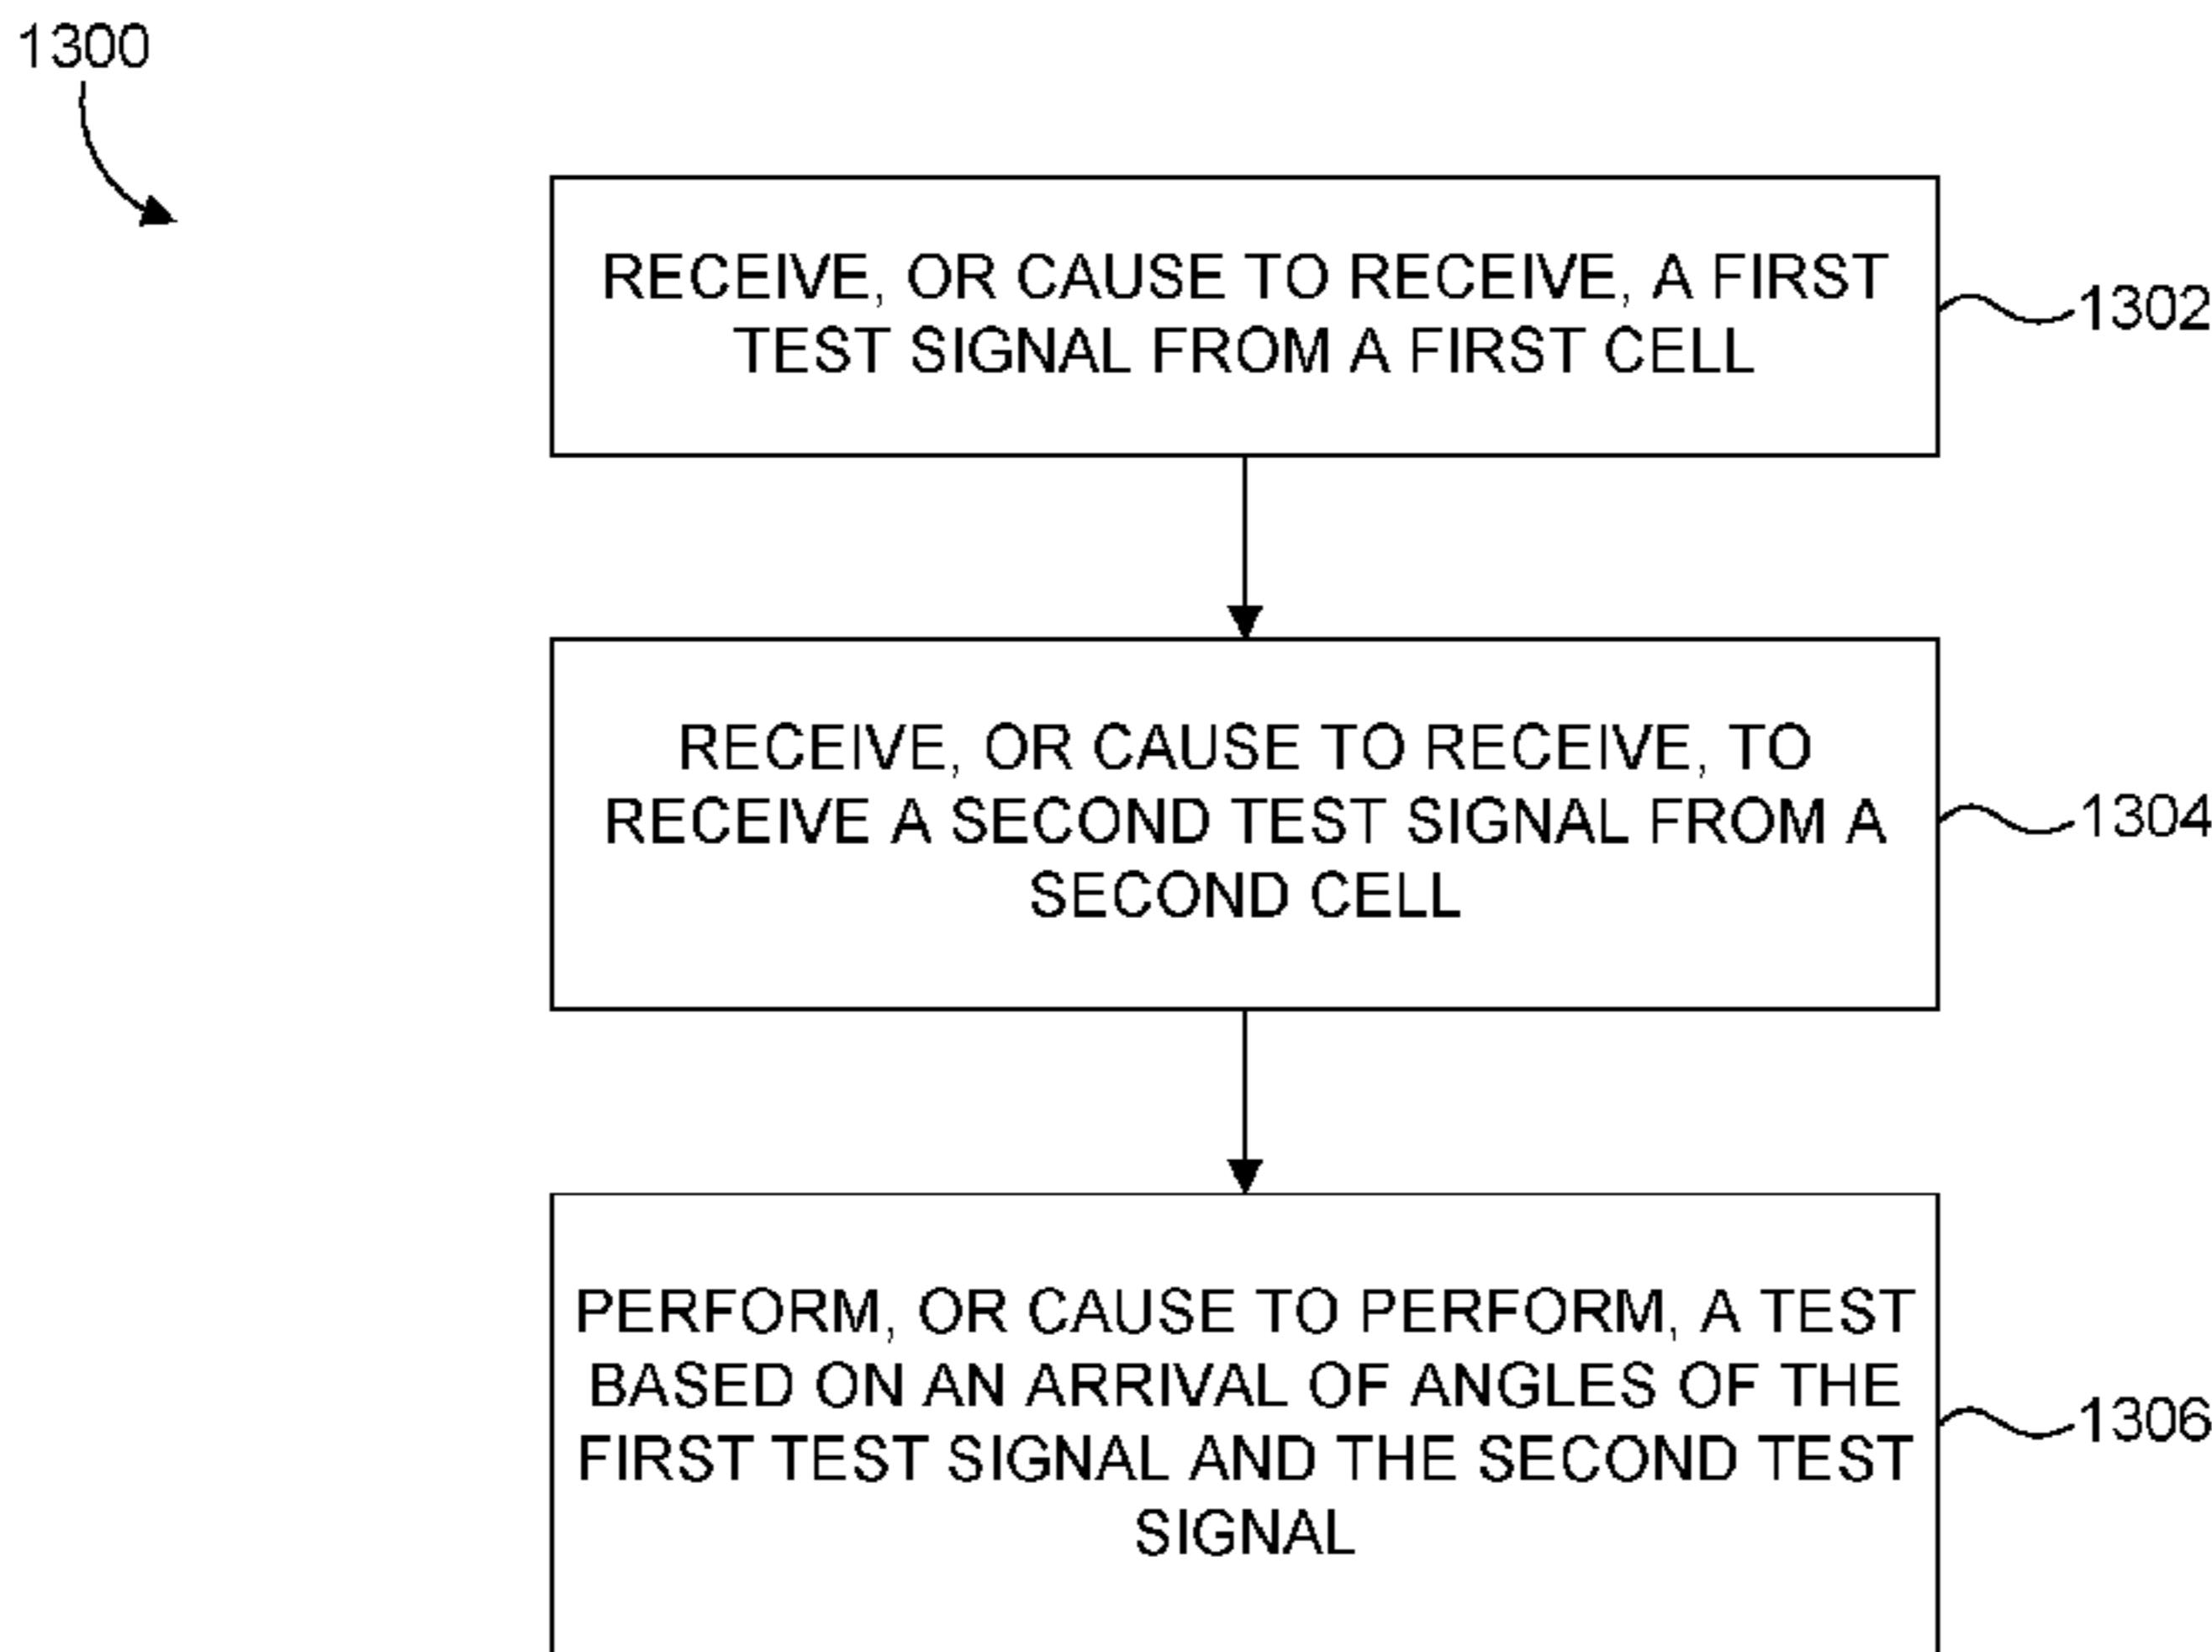 1300
RECEIVE, OR CAUSE TO RECEIVE, A FIRST
TEST SIGNAL FROM A FIRST CELL
1302
RECEIVE, OR CAUSE TO RECEIVE, TO
RECEIVE A SECOND TEST SIGNAL FROM A
SECOND CELL
1304
PERFORM, OR CAUSE TO PERFORM, A TEST
BASED ON AN ARRIVAL OF ANGLES OF THE
FIRST TEST SIGNAL AND THE SECOND TEST
SIGNAL
1306